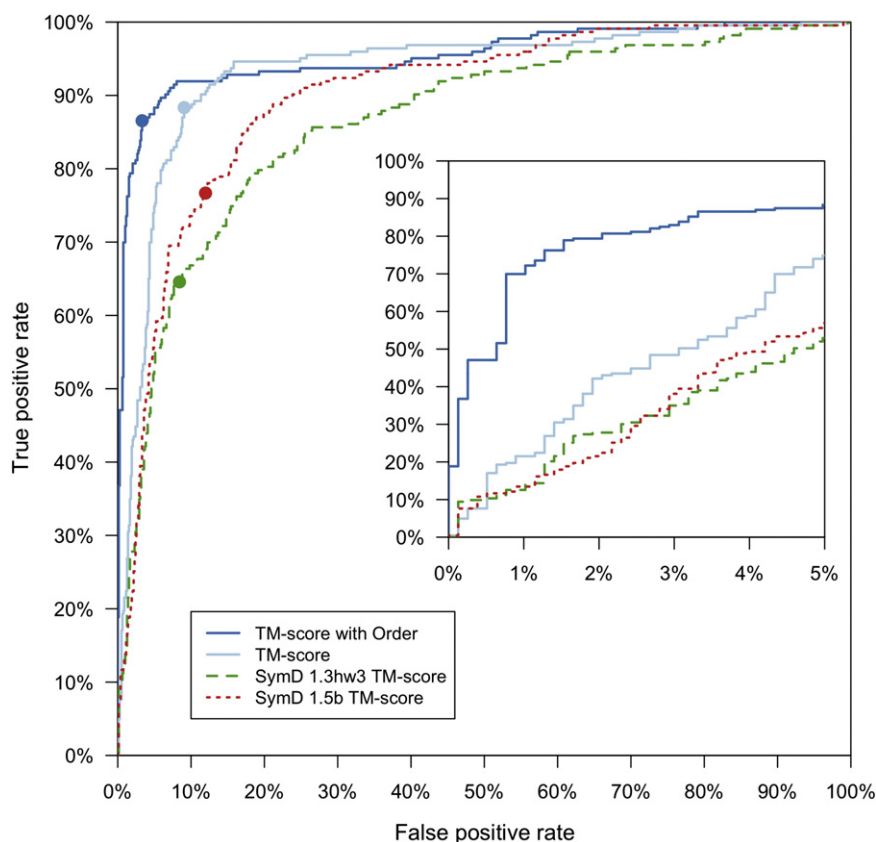 100%
90%
80%
70%
60%
50%
40%
30%
20%
10%
0%
True positive rate
100%
90%
80%
70%
60%
50%
40%
30%
20%
10%
0%
0% 1% 2% 3% 4% 5%
TM-score with Order
TM-score
SymD 1.3hw3 TM-score
SymD 1.5b TM-score
0% 10% 20% 30% 40% 50% 60% 70% 80% 90% 100%
False positive rate